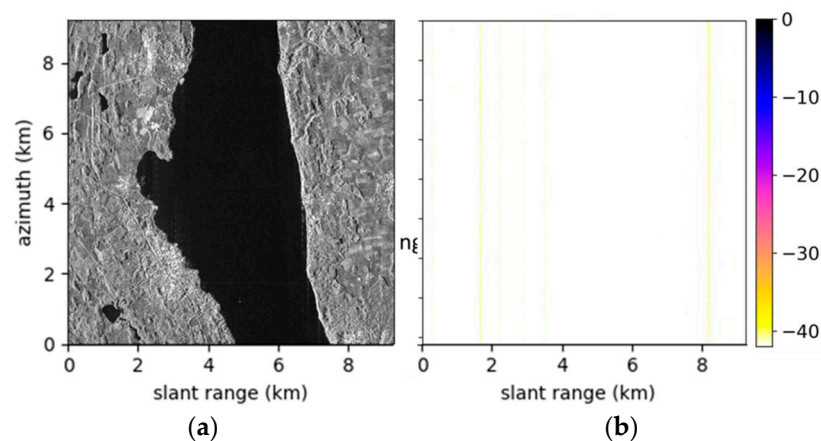 azimuth (km)
8
6
4
2
0
0 2 4 6 8
slant range (km)
(a)
0 2 4 6 8
slant range (km)
(b)
0
−10
−20
−30
−40